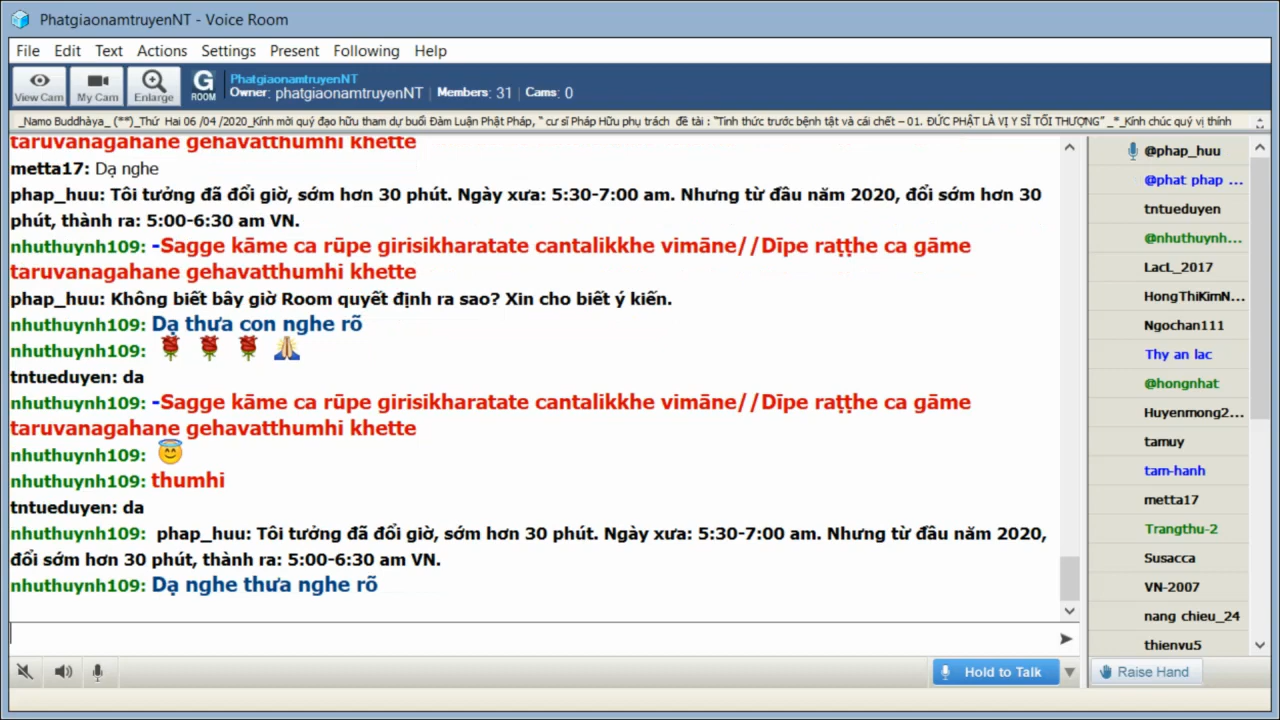 PhatgiaonamtruyenNT - Voice Room
File Edit Text Actions Settings Present Following Help
View Cam My Cam Enlarge G ROOM
PhatgiaonamtruyenNT
Owner: phatgiaonamtruyenNT Members: 31 Cams: 0
_Namo Buddhàya_ (**)_Thứ Hai 06 /04 /2020_Kính mời quý đạo hữu tham dự buổi Đàm Luận Phật Pháp, " cư sĩ Pháp Hữu phụ trách đề tài : "Tinh thức trước bệnh tật và cái chết – 01. ĐỨC PHẬT LÀ VỊ Y SĨ TỐI THƯỢNG" _*_Kính chúc quý vị thính
taruvanagahane gehavatthumhi khette
metta17: Dạ nghe
phap_huu: Tôi tưởng đã đổi giờ, sớm hơn 30 phút. Ngày xưa: 5:30-7:00 am. Nhưng từ đầu năm 2020, đổi sớm hơn 30
phút, thành ra: 5:00-6:30 am VN.
nhuthuynh109: -Sagge kāme ca rūpe girisikharatate cantalikkhe vimāne//Dīpe raṭṭhe ca gāme
taruvanagahane gehavatthumhi khette
phap_huu: Không biết bây giờ Room quyết định ra sao? Xin cho biết ý kiến.
nhuthuynh109: Dạ thưa con nghe rõ
nhuthuynh109: 🌹 🌹 🌹 🙏
tntueduyen: da
nhuthuynh109: -Sagge kāme ca rūpe girisikharatate cantalikkhe vimāne//Dīpe raṭṭhe ca gāme
taruvanagahane gehavatthumhi khette
nhuthuynh109: 😇
nhuthuynh109: thumhi
tntueduyen: da
nhuthuynh109: phap_huu: Tôi tưởng đã đổi giờ, sớm hơn 30 phút. Ngày xưa: 5:30-7:00 am. Nhưng từ đầu năm 2020,
đổi sớm hơn 30 phút, thành ra: 5:00-6:30 am VN.
nhuthuynh109: Dạ nghe thưa nghe rõ
@phap_huu
@phat phap ...
tntueduyen
@nhuthuynh...
LacL_2017
HongThiKimN...
Ngochan111
Thy an lac
@hongnhat
Huyenmong2...
tamuy
tam-hanh
metta17
Trangthu-2
Susacca
VN-2007
nang chieu_24
thienvu5
Hold to Talk
Raise Hand